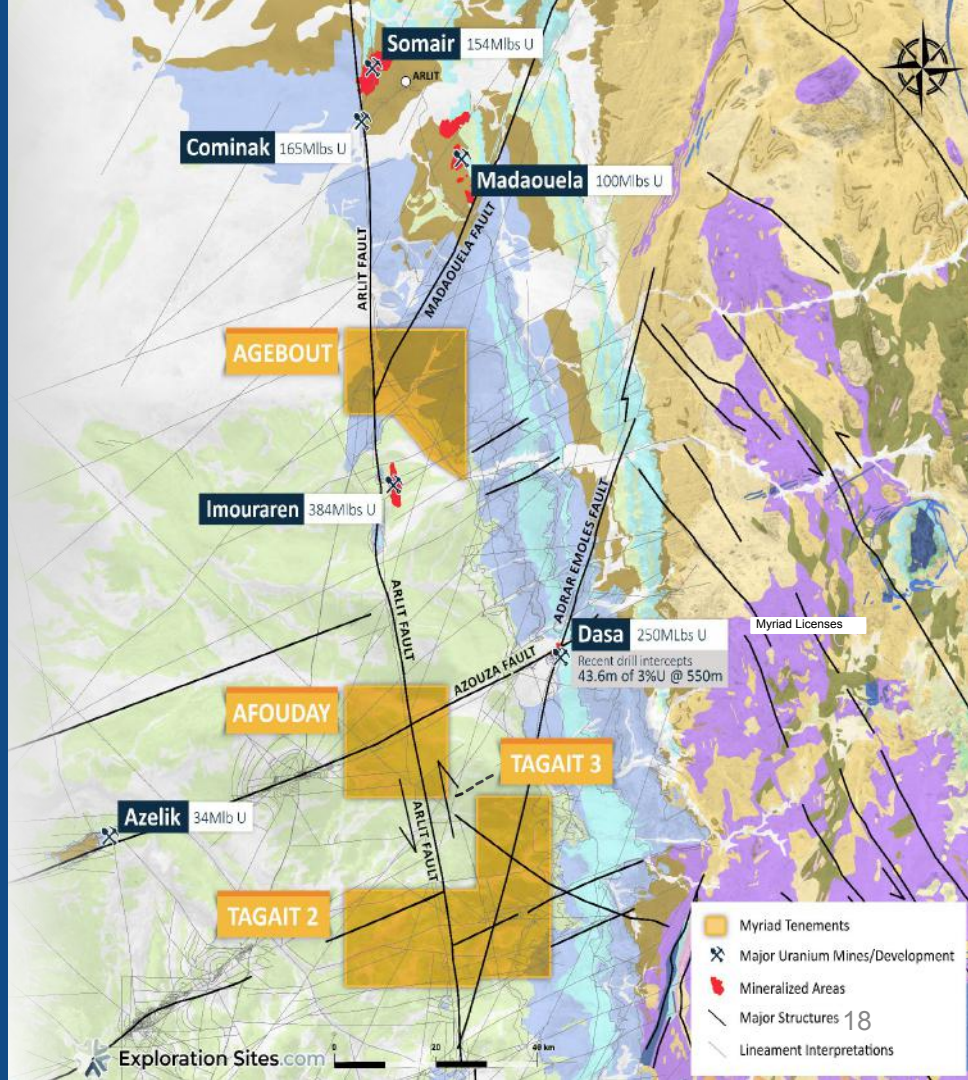 Somair 154Mlbs U
ARLIT
Cominak 165Mlbs U
Madaouela 100Mlbs U
ARLIT FAULT
MADAOUELA FAULT
AGEBOUT
Imouraren 384Mlbs U
ADRAR EMOLES FAULT
ARLIT FAULT
Dasa 250MLbs U
Recent drill intercepts
43.6m of 3%U @ 550m
Myriad Licenses
AZOUZA FAULT
AFOUDAY
TAGAIT 3
Azelik 34Mlb U
ARLIT FAULT
TAGAIT 2
Myriad Tenements
Major Uranium Mines/Development
Mineralized Areas
Major Structures
18
Lineament Interpretations
Exploration Sites.com
0 20 40 km